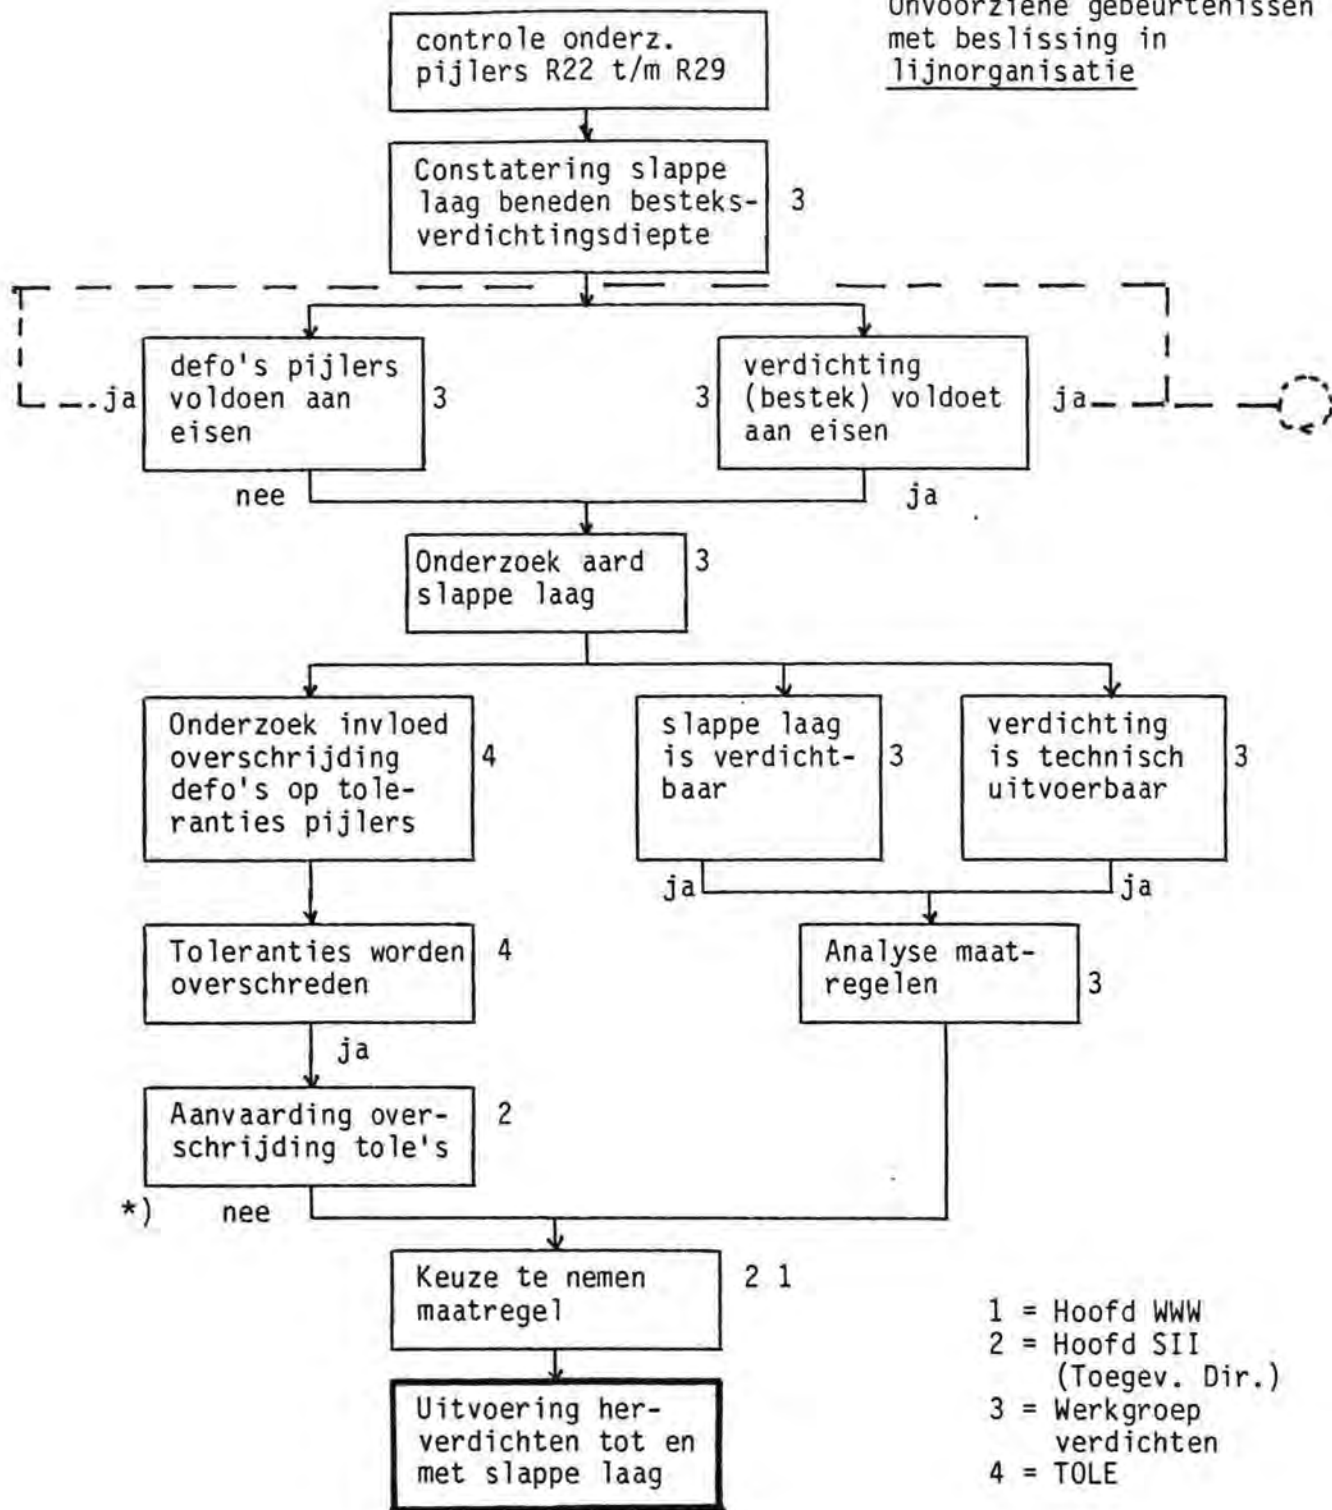 Onvoorziene gebeurtenissen
met beslissing in
lijnorganisatie
controle onderz.
pijlers R22 t/m R29
Constatering slappe
laag beneden besteks-
verdichtingsdiepte
3
defo's pijlers
voldoen aan
eisen
ja
3
nee
verdichting
(bestek) voldoet
aan eisen
3
ja
ja
Onderzoek aard
slappe laag
3
Onderzoek invloed
overschrijding
defo's op tole-
ranties pijlers
4
slappe laag
is verdicht-
baar
3
ja
verdichting
is technisch
uitvoerbaar
3
ja
Toleranties worden
overschreden
4
ja
Analyse maat-
regelen
3
Aanvaarding over-
schrijding tole's
2
*) nee
Keuze te nemen
maatregel
2 1
Uitvoering her-
verdichten tot en
met slappe laag
1 = Hoofd WWW
2 = Hoofd SII
(Toegev. Dir.)
3 = Werkgroep
verdichten
4 = TOLE